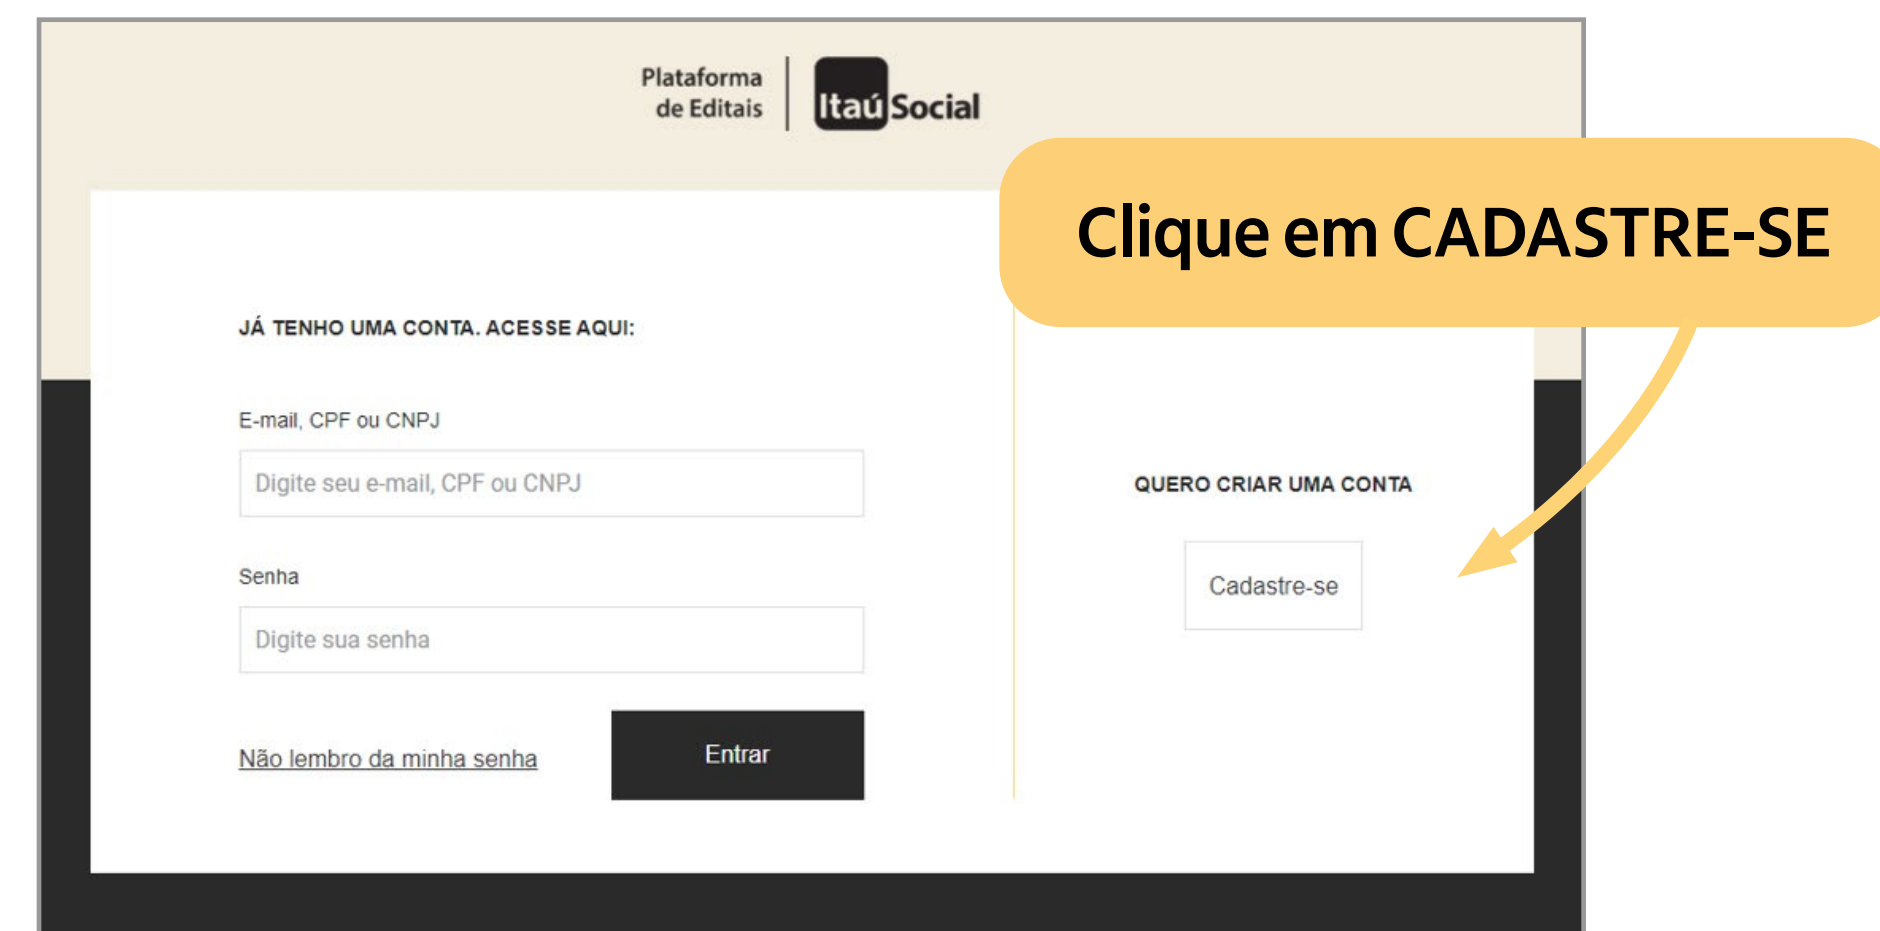 Plataforma
de Editais
Itaú Social
Clique em CADASTRE-SE
JÁ TENHO UMA CONTA. ACESSE AQUI:
E-mail, CPF ou CNPJ
Digite seu e-mail, CPF ou CNPJ
Senha
Digite sua senha
Não lembro da minha senha
Entrar
QUERO CRIAR UMA CONTA
Cadastre-se